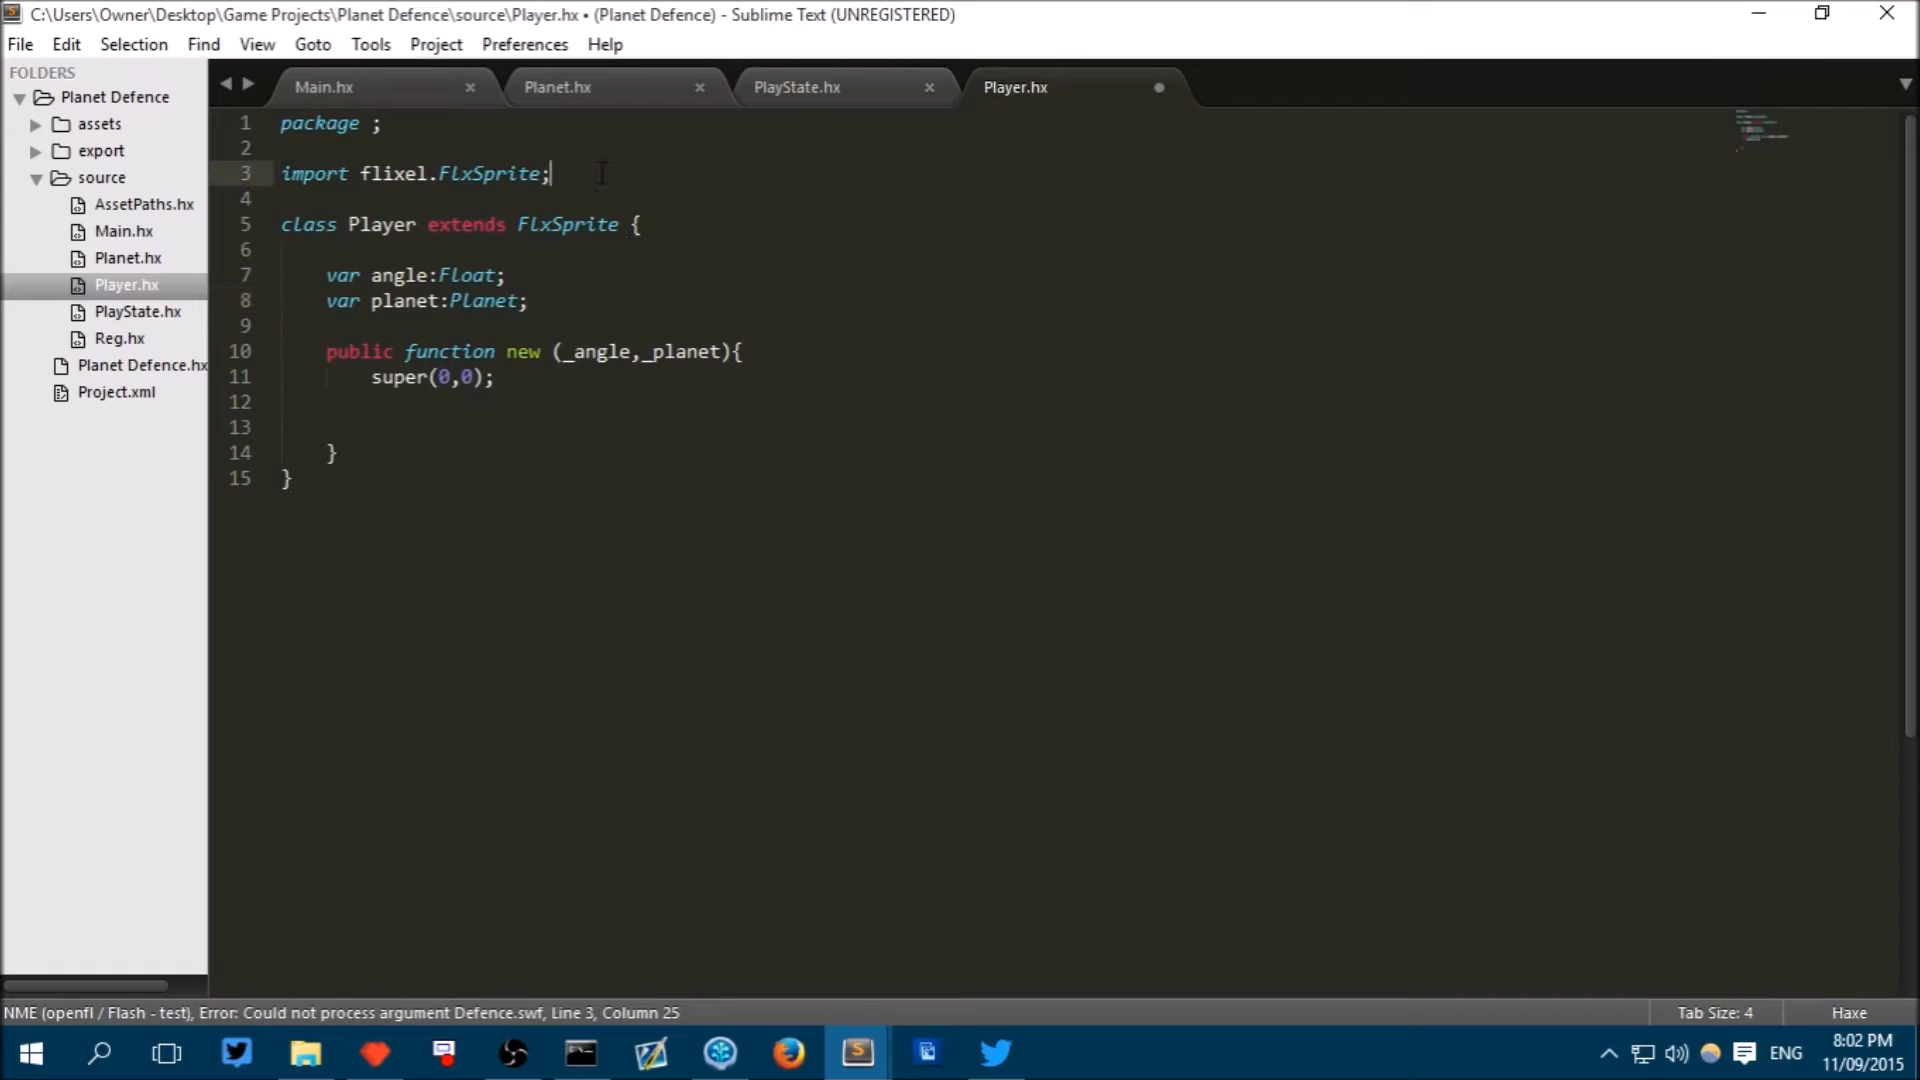 C:\Users\Owner\Desktop\Game Projects\Planet Defence\source\Player.hx • (Planet Defence) - Sublime Text (UNREGISTERED)
File Edit Selection Find View Goto Tools Project Preferences Help
FOLDERS
Planet Defence
assets
export
source
AssetPaths.hx
Main.hx
Planet.hx
Player.hx
PlayState.hx
Reg.hx
Planet Defence.hx
Project.xml
Main.hx Planet.hx PlayState.hx Player.hx
1 package ;
2
3 import flixel.FlxSprite;
4
5 class Player extends FlxSprite {
6
7 var angle:Float;
8 var planet:Planet;
9
10 public function new (_angle,_planet){
11 super(0,0);
12
13
14 }
15 }
NME (openfl / Flash - test), Error: Could not process argument Defence.swf, Line 3, Column 25
Tab Size: 4
Haxe
ENG
8:02 PM
11/09/2015